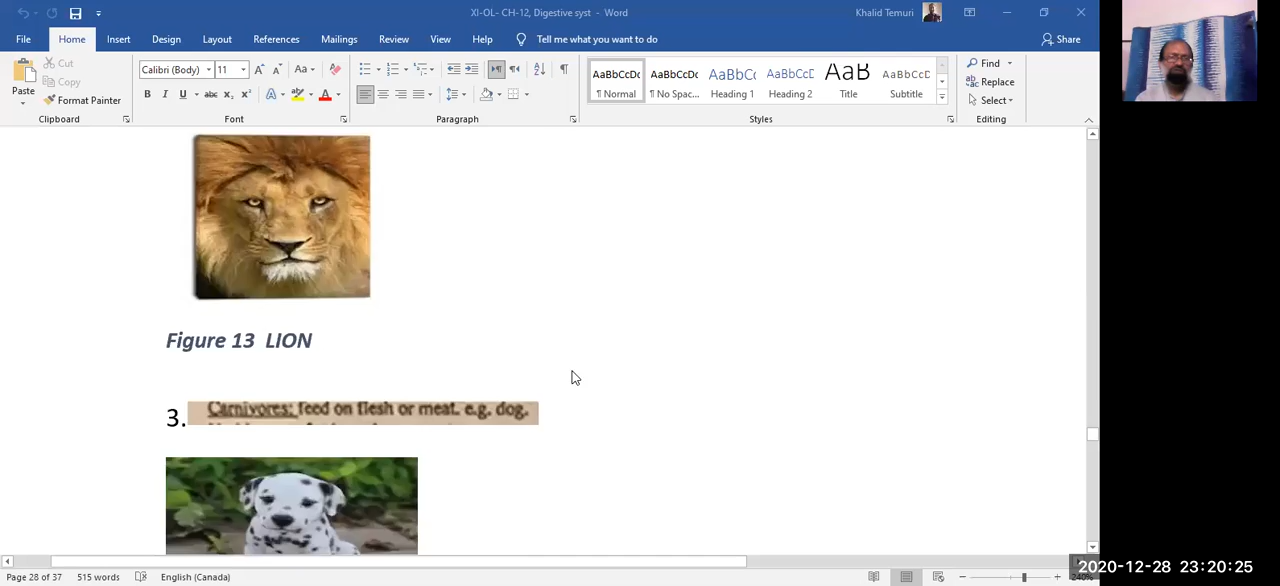 XI-OL- CH-12, Digestive syst - Word
Khalid Temuri
File Home Insert Design Layout References Mailings Review View Help Tell me what you want to do Share
Paste
Cut
Copy
Format Painter
Clipboard
Calibri (Body) 11
Font
Paragraph
AaBbCcDc
¶ Normal
AaBbCcDc
¶ No Spac...
AaBbCc
Heading 1
AaBbCcD
Heading 2
AaB
Title
AaBbCcD
Subtitle
Styles
Find
Replace
Select
Editing
Figure 13 LION
3. Carnivores: feed on flesh or meat. e.g. dog.
Page 28 of 37 515 words English (Canada)
240%
2020-12-28 23:20:25